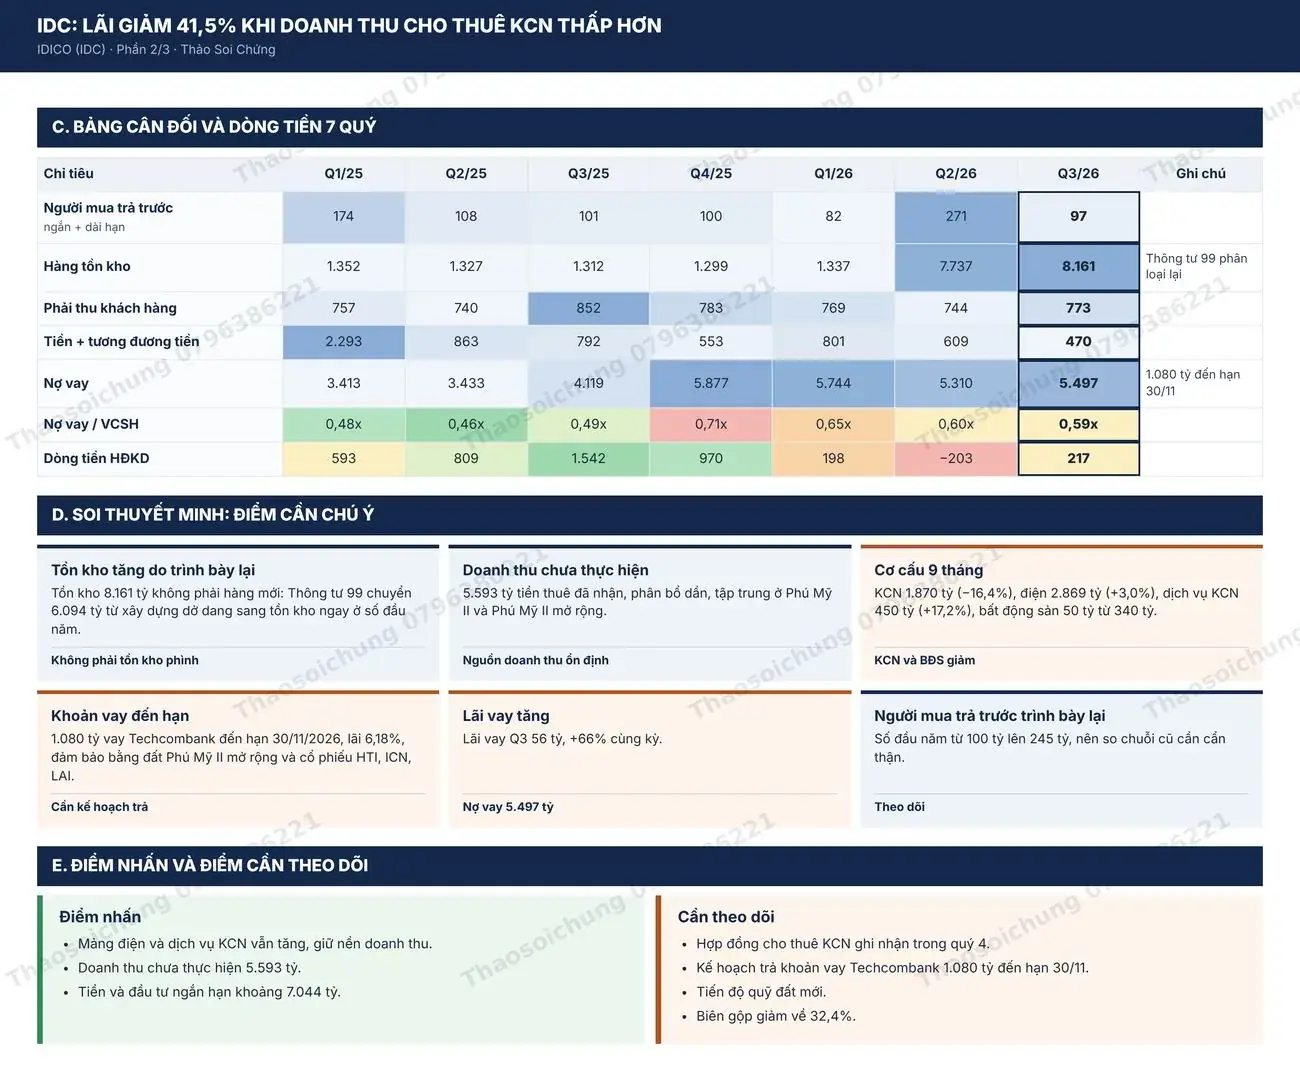 IDC: LÃI GIẢM 41,5% KHI DOANH THU CHO THUÊ KCN THẤP HƠN
IDICO (IDC) · Phần 2/3 · Thảo Soi Chứng
C. BẢNG CÂN ĐỐI VÀ DÒNG TIỀN 7 QUÝ
Chỉ tiêu Q1/25 Q2/25 Q3/25 Q4/25 Q1/26 Q2/26 Q3/26 Ghi chú
Người mua trả trước
ngắn + dài hạn
174 108 101 100 82 271 97
Hàng tồn kho 1.352 1.327 1.312 1.299 1.337 7.737 8.161 Thông tư 99 phân
loại lại
Phải thu khách hàng 757 740 852 783 769 744 773
Tiền + tương đương tiền 2.293 863 792 553 801 609 470
Nợ vay 3.413 3.433 4.119 5.877 5.744 5.310 5.497 1.080 tỷ đến hạn
30/11
Nợ vay / VCSH 0,48x 0,46x 0,49x 0,71x 0,65x 0,60x 0,59x
Dòng tiền HĐKD 593 809 1.542 970 198 −203 217
D. SOI THUYẾT MINH: ĐIỂM CẦN CHÚ Ý
Tồn kho tăng do trình bày lại
Tồn kho 8.161 tỷ không phải hàng mới: Thông tư 99 chuyển
6.094 tỷ từ xây dựng dở dang sang tồn kho ngay ở số đầu
năm.
Không phải tồn kho phình
Doanh thu chưa thực hiện
5.593 tỷ tiền thuê đã nhận, phân bổ dần, tập trung ở Phú Mỹ
II và Phú Mỹ II mở rộng.
Nguồn doanh thu ổn định
Cơ cấu 9 tháng
KCN 1.870 tỷ (−16,4%), điện 2.869 tỷ (+3,0%), dịch vụ KCN
450 tỷ (+17,2%), bất động sản 50 tỷ từ 340 tỷ.
KCN và BĐS giảm
Khoản vay đến hạn
1.080 tỷ vay Techcombank đến hạn 30/11/2026, lãi 6,18%,
đảm bảo bằng đất Phú Mỹ II mở rộng và cổ phiếu HTI, ICN,
LAI.
Cần kế hoạch trả
Lãi vay tăng
Lãi vay Q3 56 tỷ, +66% cùng kỳ.
Nợ vay 5.497 tỷ
Người mua trả trước trình bày lại
Số đầu năm từ 100 tỷ lên 245 tỷ, nên so chuỗi cũ cần cẩn
thận.
Theo dõi
E. ĐIỂM NHẤN VÀ ĐIỂM CẦN THEO DÕI
Điểm nhấn
• Mảng điện và dịch vụ KCN vẫn tăng, giữ nền doanh thu.
• Doanh thu chưa thực hiện 5.593 tỷ.
• Tiền và đầu tư ngắn hạn khoảng 7.044 tỷ.
Cần theo dõi
• Hợp đồng cho thuê KCN ghi nhận trong quý 4.
• Kế hoạch trả khoản vay Techcombank 1.080 tỷ đến hạn 30/11.
• Tiến độ quỹ đất mới.
• Biên gộp giảm về 32,4%.
Thaosoichung 0796386221